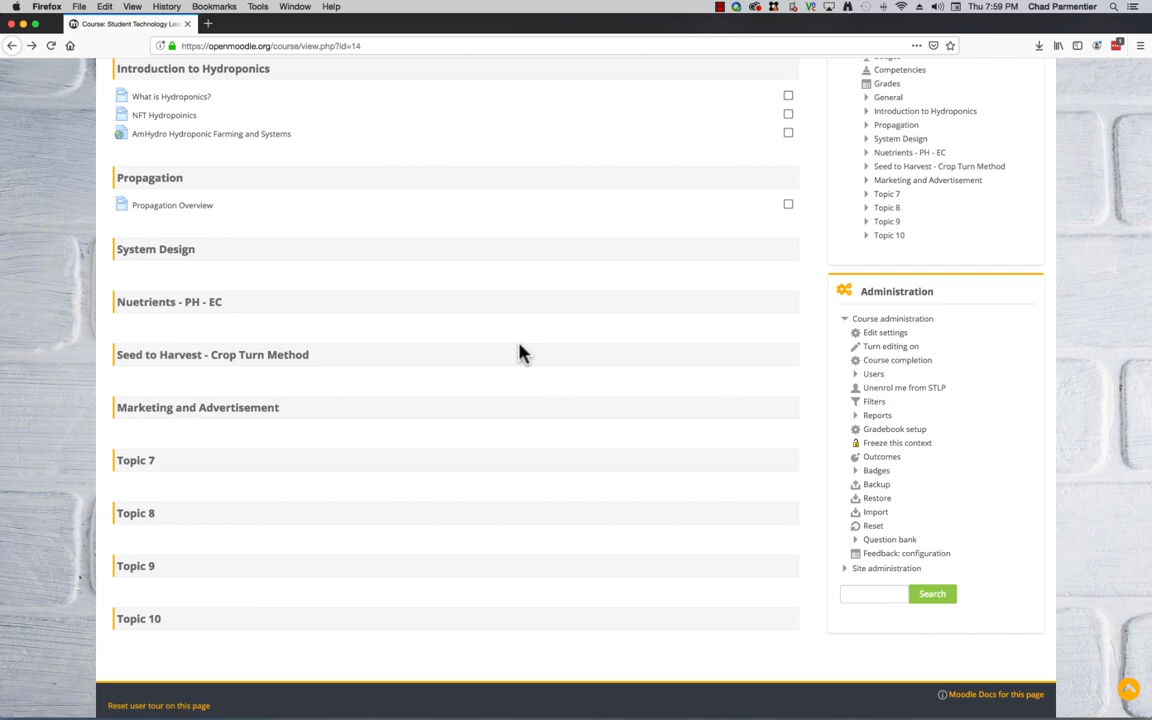 Firefox File Edit View History Bookmarks Tools Window Help
Thu 7:59 PM Chad Parmentier
Course: Student Technology Lea
https://openmoodle.org/course/view.php?id=14
Introduction to Hydroponics
What is Hydroponics?
NFT Hydropoinics
AmHydro Hydroponic Farming and Systems
Propagation
Propagation Overview
System Design
Nuetrients - PH - EC
Seed to Harvest - Crop Turn Method
Marketing and Advertisement
Topic 7
Topic 8
Topic 9
Topic 10
Competencies
Grades
General
Introduction to Hydroponics
Propagation
System Design
Nuetrients - PH - EC
Seed to Harvest - Crop Turn Method
Marketing and Advertisement
Topic 7
Topic 8
Topic 9
Topic 10
Administration
Course administration
Edit settings
Turn editing on
Course completion
Users
Unenrol me from STLP
Filters
Reports
Gradebook setup
Freeze this context
Outcomes
Badges
Backup
Restore
Import
Reset
Question bank
Feedback: configuration
Site administration
Search
Moodle Docs for this page
Reset user tour on this page